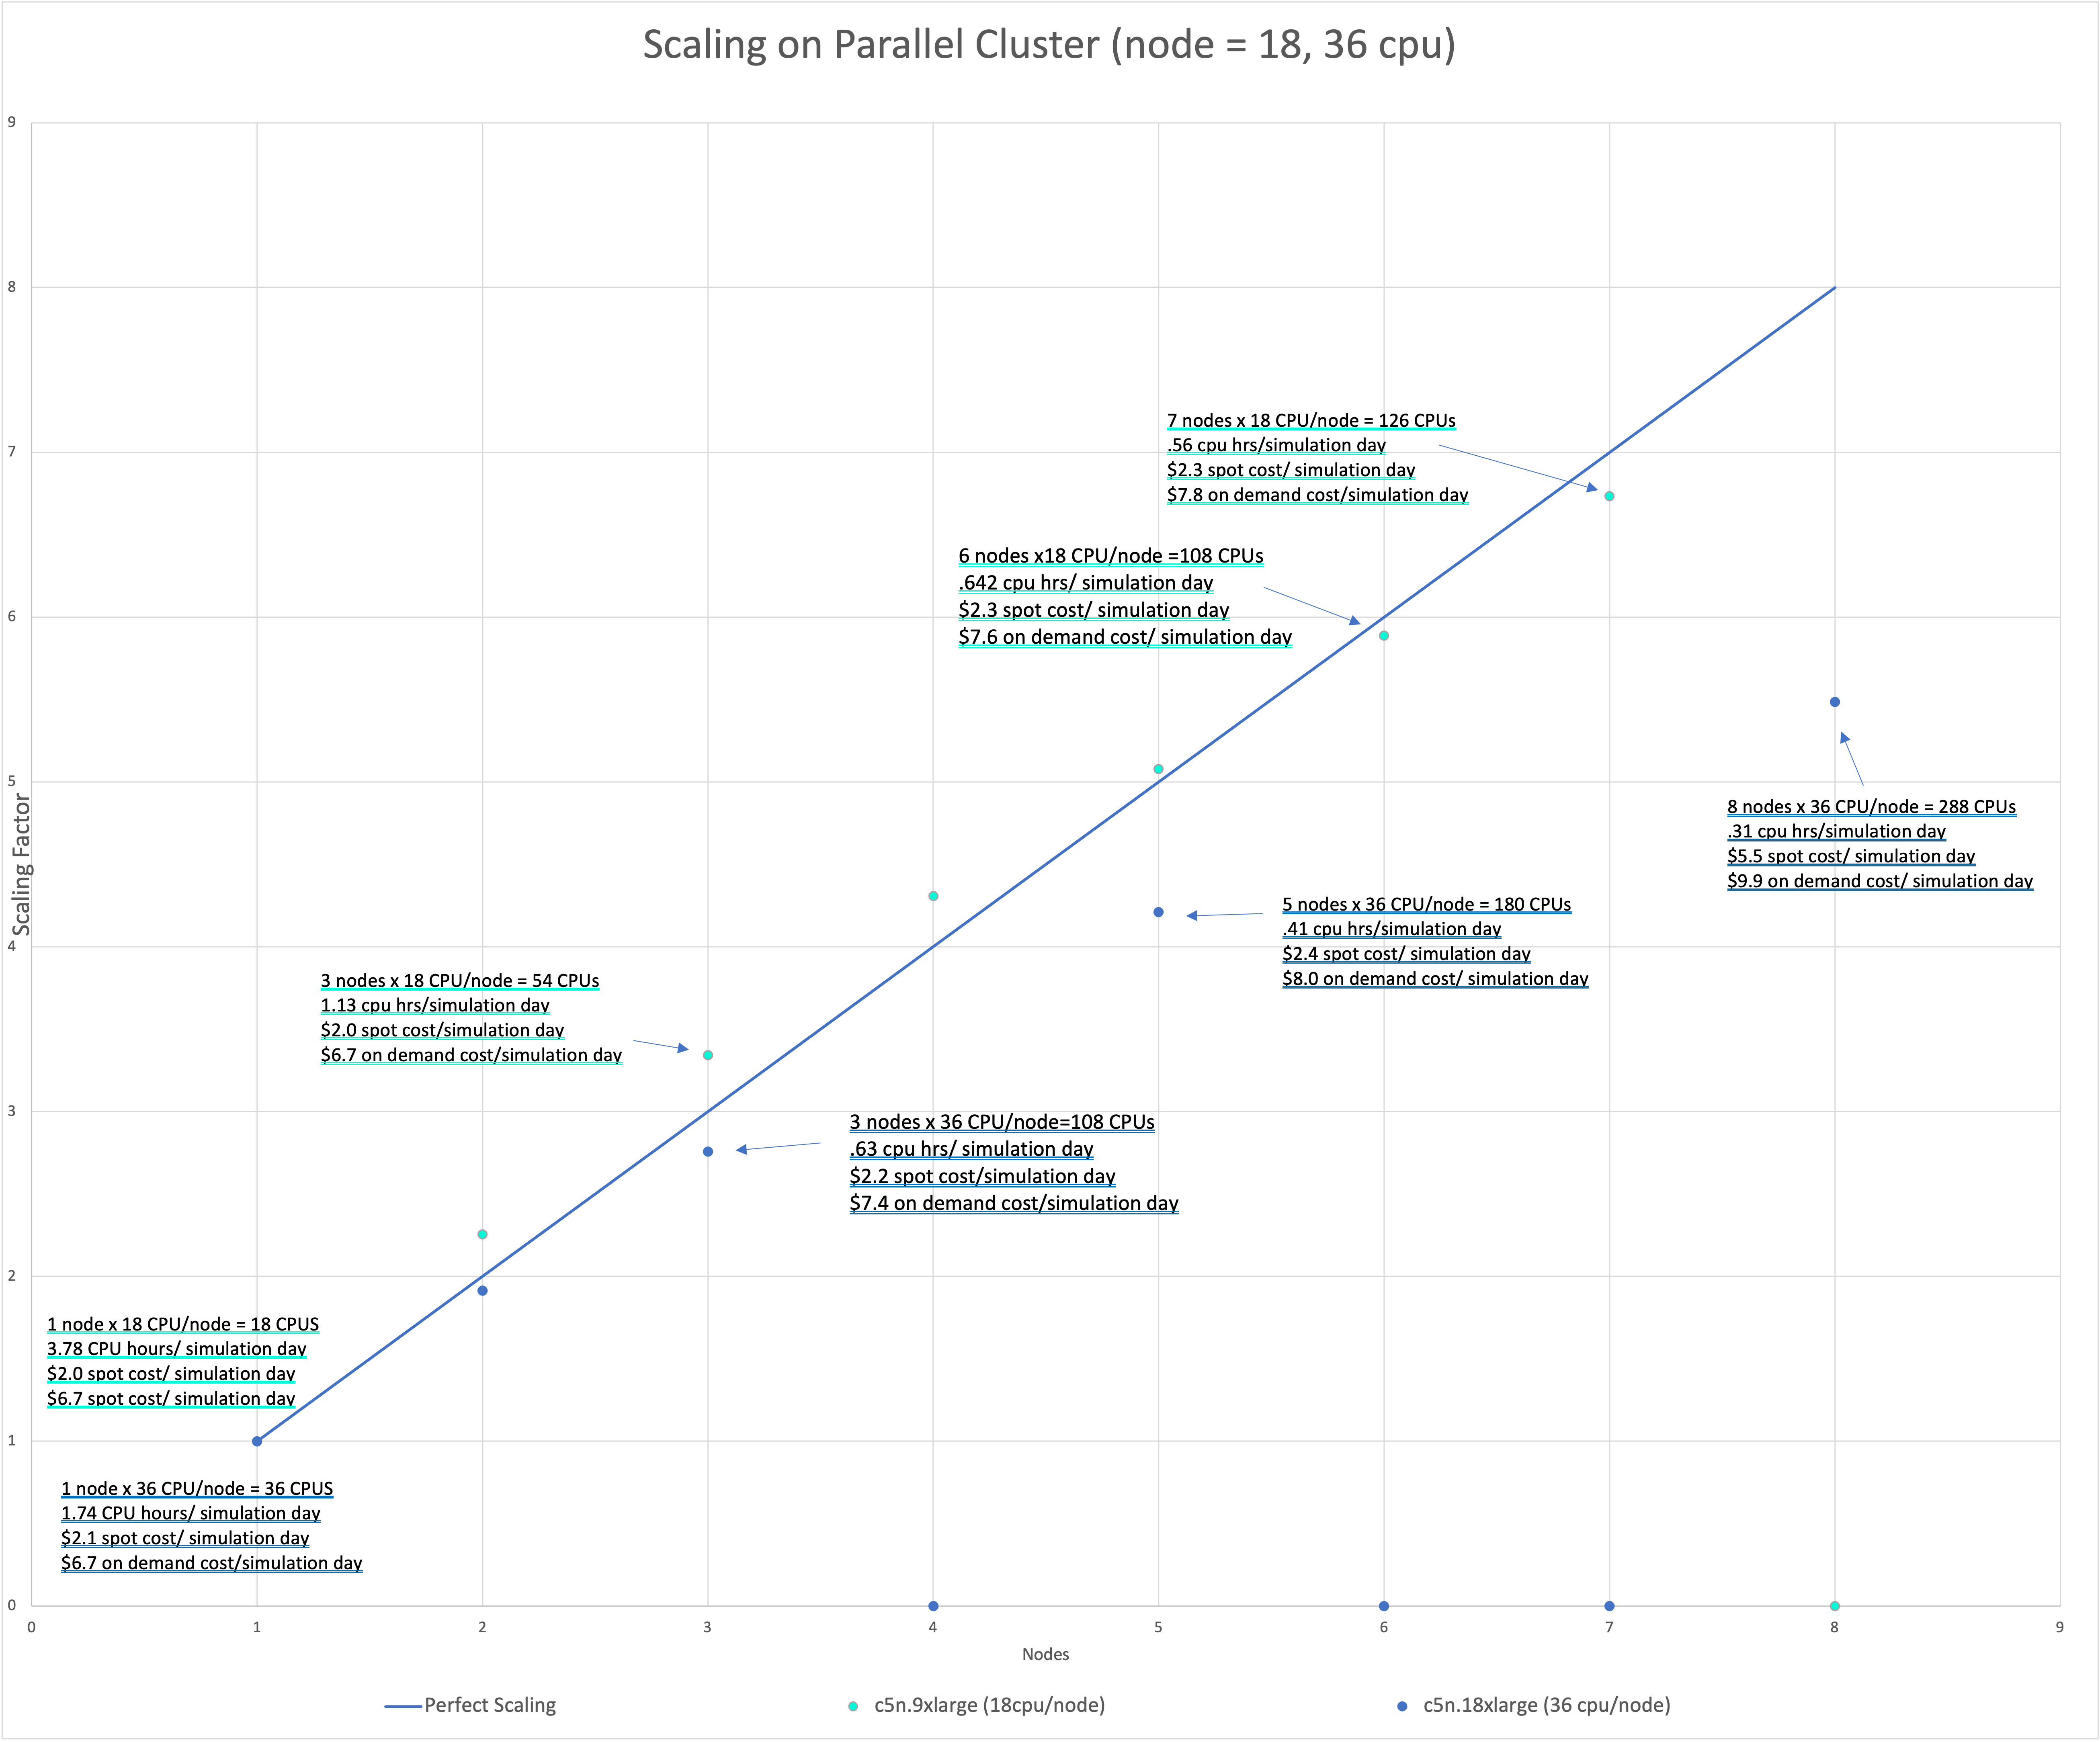 Scaling on Parallel Cluster (node = 18, 36 cpu)
9
8
7
6
5
4
3
2
1
0
Scaling Factor
7 nodes x 18 CPU/node = 126 CPUs
.56 cpu hrs/simulation day
$2.3 spot cost/ simulation day
$7.8 on demand cost/simulation day
6 nodes x18 CPU/node =108 CPUs
.642 cpu hrs/ simulation day
$2.3 spot cost/ simulation day
$7.6 on demand cost/ simulation day
8 nodes x 36 CPU/node = 288 CPUs
.31 cpu hrs/simulation day
$5.5 spot cost/ simulation day
$9.9 on demand cost/ simulation day
5 nodes x 36 CPU/node = 180 CPUs
.41 cpu hrs/simulation day
$2.4 spot cost/ simulation day
$8.0 on demand cost/ simulation day
3 nodes x 18 CPU/node = 54 CPUs
1.13 cpu hrs/simulation day
$2.0 spot cost/simulation day
$6.7 on demand cost/simulation day
3 nodes x 36 CPU/node=108 CPUs
.63 cpu hrs/ simulation day
$2.2 spot cost/simulation day
$7.4 on demand cost/simulation day
1 node x 18 CPU/node = 18 CPUS
3.78 CPU hours/ simulation day
$2.0 spot cost/ simulation day
$6.7 spot cost/ simulation day
1 node x 36 CPU/node = 36 CPUS
1.74 CPU hours/ simulation day
$2.1 spot cost/ simulation day
$6.7 on demand cost/simulation day
0 1 2 3 4 5 6 7 8 9
Nodes
Perfect Scaling c5n.9xlarge (18cpu/node) c5n.18xlarge (36 cpu/node)